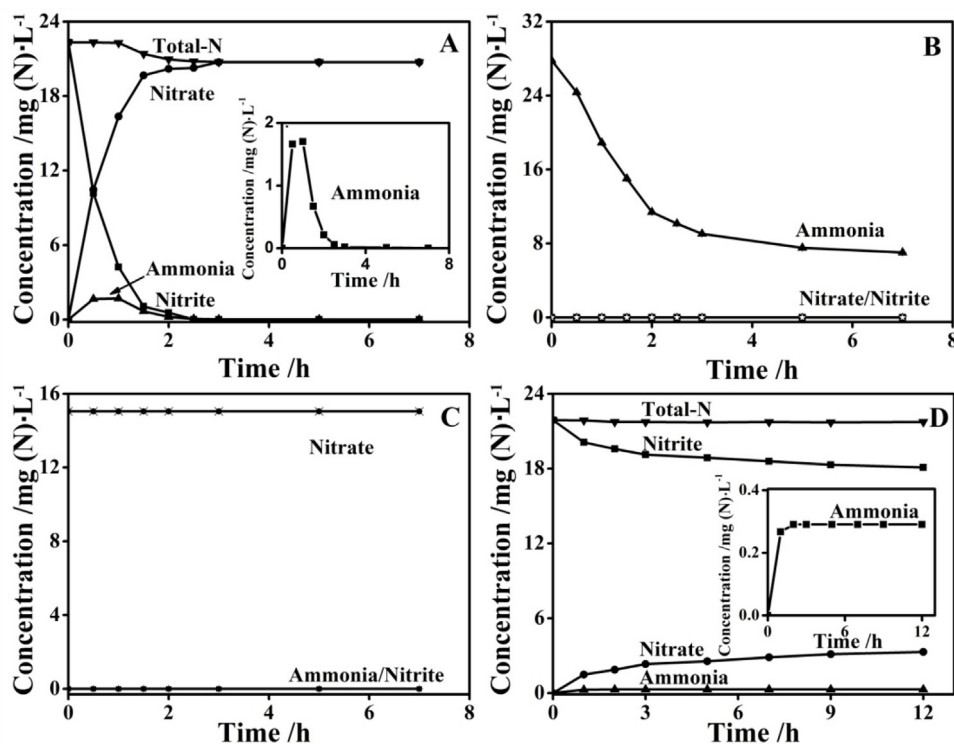 A
Concentration /mg (N)·L⁻¹
24
18
12
6
0
Total-N
Nitrate
Ammonia
Nitrite
0 2 4 6 8
Time /h
Concentration /mg (N)·L⁻¹
2
1
0
Ammonia
0 4 8
Time /h
B
Concentration /mg (N)·L⁻¹
32
24
16
8
0
Ammonia
Nitrate/Nitrite
0 2 4 6 8
Time /h
C
Concentration /mg (N)·L⁻¹
16
12
8
4
0
Nitrate
Ammonia/Nitrite
0 2 4 6 8
Time /h
D
Concentration /mg (N)·L⁻¹
24
18
12
6
0
Total-N
Nitrite
Nitrate
Ammonia
0 3 6 9 12
Time /h
Concentration /mg (N)·L⁻¹
0.4
0.2
0.0
Ammonia
0 6 12
Time /h